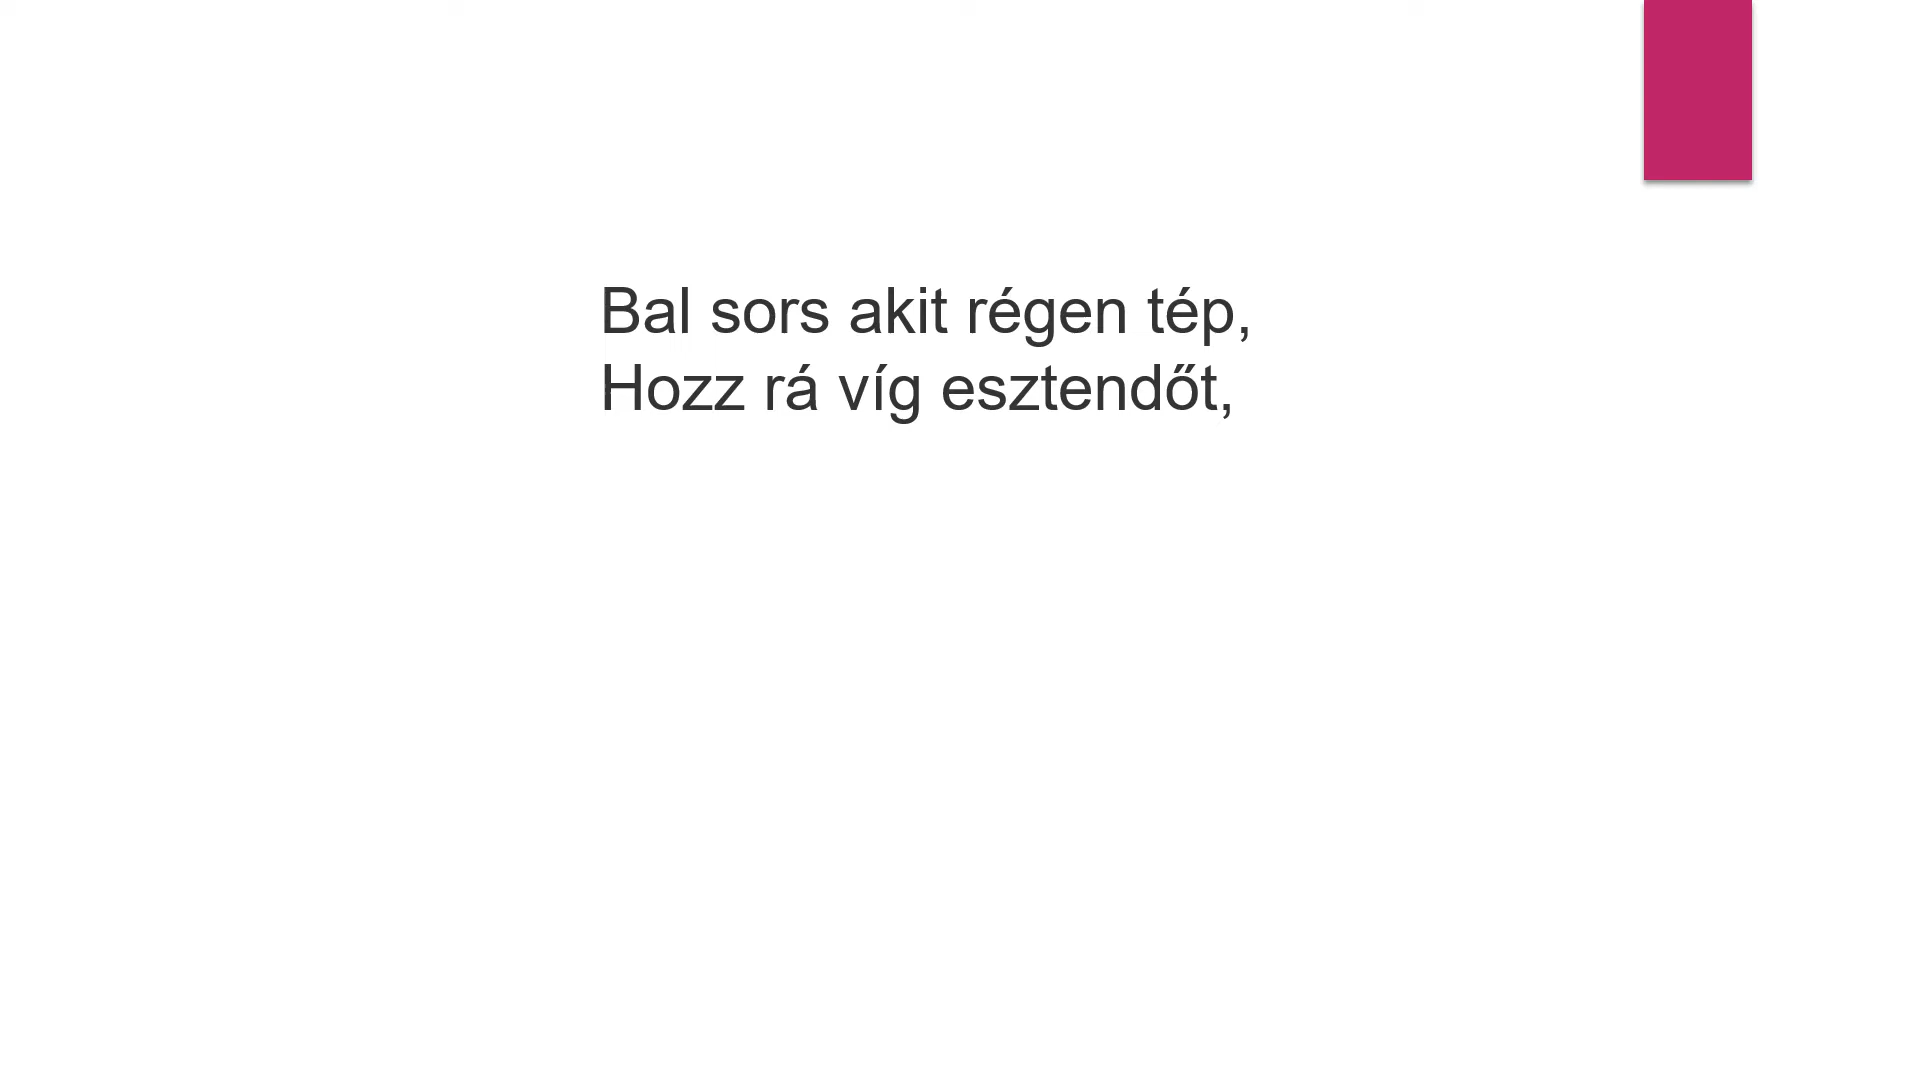 Bal sors akit régen tép,
Hozz rá víg esztendőt,